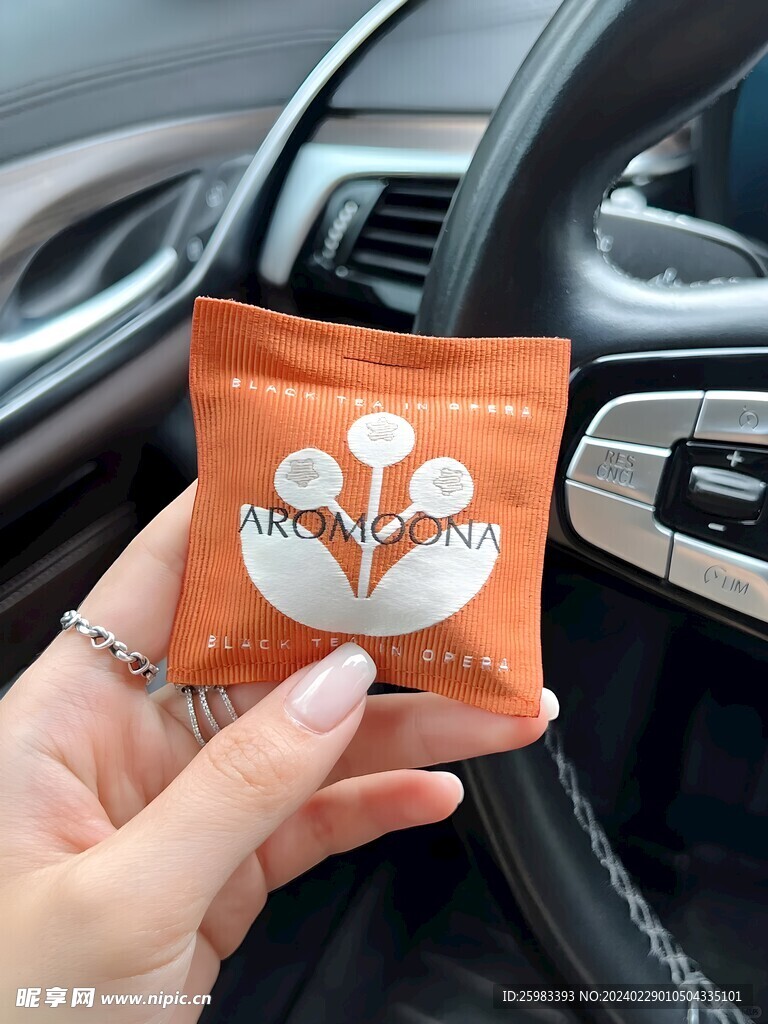 BLACK TEA IN OPERA
AROMOONA
BLACK TEA IN OPERA
RES
CNCL
+
-
LIM
昵享网 www.nipic.cn
ID:25983393 NO:20240229010504335101